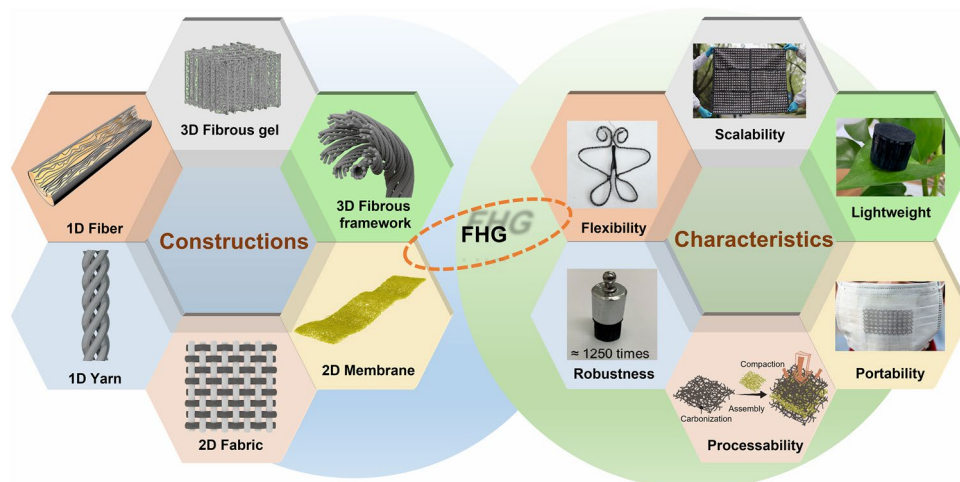 3D Fibrous gel
1D Fiber
3D Fibrous
framework
Constructions
1D Yarn
2D Membrane
2D Fabric
FHG
FHG
Scalability
Flexibility
Lightweight
Characteristics
≈ 1250 times
Robustness
Portability
Compaction
Carbonization
Assembly
Processability